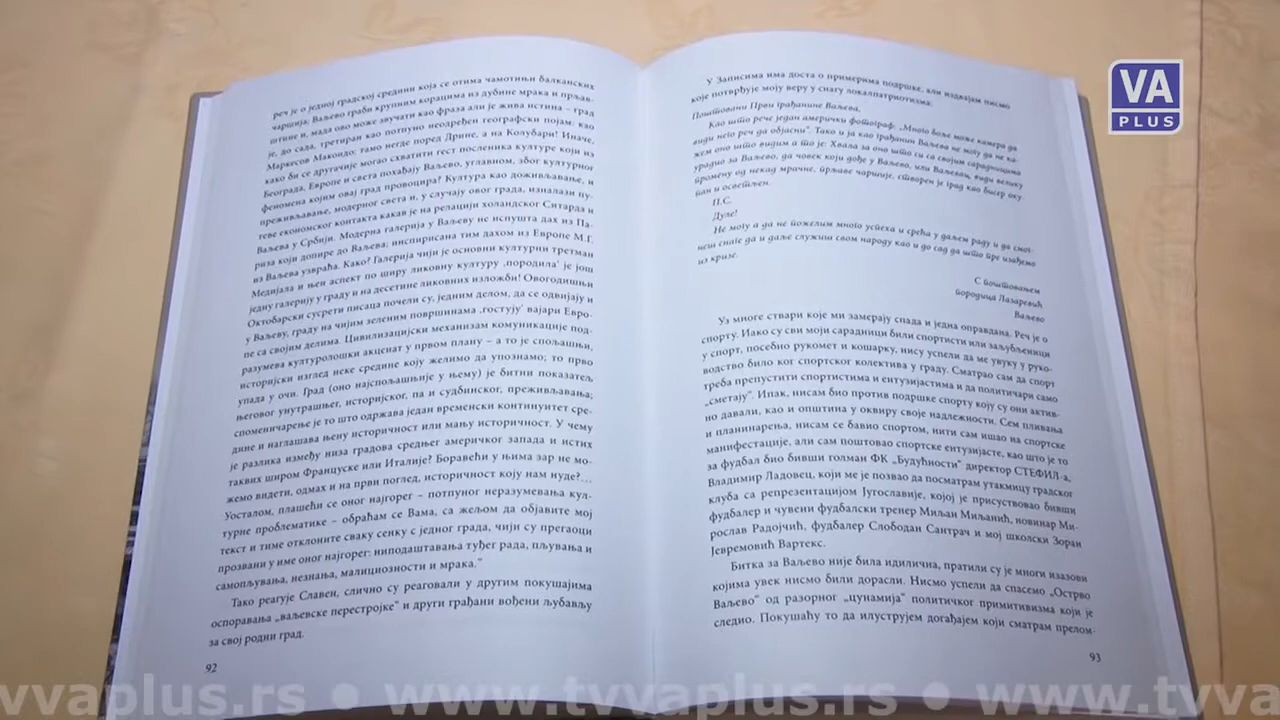 реч је о једној градској средини која се отима чамотињи балканских
чаршија; Ваљево граби крупним корацима из дубине мрака и прљав-
штине и, мада ово може звучати као фраза али је жива истина – град
је, до сада, третиран као потпуно неодређен географски појам: као
Маркесов Макондо: тамо негде поред Дрине, а на Колубари! Иначе,
како би се другачије могао схватити гест посленика културе који из
Београда, Европе и света похађају Ваљево, углавном, због културног
феномена којим овај град провоцира? Култура као доживљавање, и
преживљавање, модерног света и, у случају овог града, изналази пу-
теве економског контакта какав је на релацији холандског Ситарда и
Ваљева у Србији. Модерна галерија у Ваљеву не испушта дах из Па-
риза који допире до Ваљева; инспирисана тим дахом из Европе М.Г.
из Ваљева узвраћа. Како? Галерија чији је основни културни третман
Медијала и њен аспект по ширу ликовну културу ‚породила’ је још
једну галерију у граду и на десетине ликовних изложби! Овогодишњи
Октобарски сусрети писаца почели су, једним делом, да се одвијају и
у Ваљеву, граду на чијим зеленим површинама ‚гостују’ вајари Евро-
пе са својим делима. Цивилизацијски механизам комуникације под-
разумева културолошки акценат у првом плану – а то је спољашњи,
историјски изглед неке средине коју желимо да упознамо; то прво
упада у очи. Град (оно најспољашњије у њему) је битни показатељ
његовог унутрашњег, историјског, па и судбинског, преживљавања;
споменичарење је то што одржава један временски континуитет сре-
дине и наглашава њену историчност или мању историчност. У чему
је разлика између низа градова средњег америчког запада и истих
таквих широм Француске или Италије? Боравећи у њима зар не мо-
жемо видети, одмах и на први поглед, историчност коју нам нуде?…
Уосталом, плашећи се оног најгорег – потпуног неразумевања кул-
турне проблематике – обраћам се Вама, са жељом да објавите мој
текст и тиме отклоните сваку сенку с једног града, чији су прегаоци
прозвани у име оног најгорег: ниподаштавања туђег рада, пљувања и
самопљувања, незнања, малициозности и мрака.“
Тако реагује Славен, слично су реаговали у другим покушајима
оспоравања „ваљевске перестројке“ и други грађани вођени љубављу
за свој родни град.
92
У Записима има доста о примерима подршке, али издвајам писмо
које потврђује моју веру у снагу локалпатриотизма:
Поштовани Први грађанине Ваљева,
Као што рече један амерички фотограф: „Много боље може камера да
види него реч да објасни“. Тако и ја као грађанин Ваљева не могу да не ка-
жем оно што видим а то је: Хвала за оно што си са својим сарадницима
урадио за Ваљево, да човек који дође у Ваљево, или Ваљевац, види велику
промену од некад мрачне, прљаве чаршије, створен је град као бисер оку
пан и осветљен.
П.С.
Дуле!
Не могу а да не пожелим много успеха и срећа у даљем раду и да смог-
неш снаге да и даље служиш свом народу као и до сад да што пре изађемо
из кризе.
С поштовањем
породица Лазаревић
Ваљево
Уз многе ствари које ми замерају спада и једна оправдана. Реч је о
спорту. Иако су сви моји сарадници били спортисти или заљубљеници
у спорт, посебно рукомет и кошарку, нису успели да ме увуку у руко-
водство било ког спортског колектива у граду. Сматрао сам да спорт
треба препустити спортистима и ентузијастима и да политичари само
„сметају“. Ипак, нисам био против подршке спорту коју су они актив-
но давали, као и општина у оквиру своје надлежности. Сем пливања
и планинарења, нисам се бавио спортом, нити сам ишао на спортске
манифестације, али сам поштовао спортске ентузијасте, као што је то
за фудбал био бивши голман ФК „Будућности“ директор СТЕФИЛ-а,
Владимир Ладовец, који ме је позвао да посматрам утакмицу градског
клуба са репрезентацијом Југославије, којој је присуствовао бивши
фудбалер и чувени фудбалски тренер Миљан Миљанић, новинар Ми-
рослав Радојчић, фудбалер Слободан Сантрач и мој школски Зоран
Јевремовић Вартекс.
Битка за Ваљево није била идилична, пратили су је многи изазови
којима увек нисмо били дорасли. Нисмо успели да спасемо „Острво
Ваљево“ од разорног „цунамија“ политичког примитивизма који је
следио. Покушаћу то да илуструјем догађајем који сматрам прелом-
93
VA
PLUS
vvaplus.rs • www.tvvaplus.rs • www.tvva